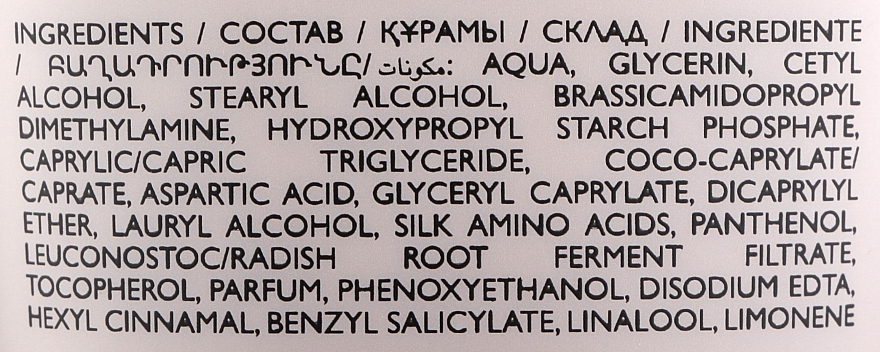 INGREDIENTS / СОСТАВ / ҚҰРАМЫ / СКЛАД / INGREDIENTE
/ ԲԱՂԱԴՐՈՒԹՅՈՒՆԸ/ مكونات: AQUA, GLYCERIN, CETYL
ALCOHOL, STEARYL ALCOHOL, BRASSICAMIDOPROPYL
DIMETHYLAMINE, HYDROXYPROPYL STARCH PHOSPHATE,
CAPRYLIC/CAPRIC TRIGLYCERIDE, COCO-CAPRYLATE/
CAPRATE, ASPARTIC ACID, GLYCERYL CAPRYLATE, DICAPRYLYL
ETHER, LAURYL ALCOHOL, SILK AMINO ACIDS, PANTHENOL,
LEUCONOSTOC/RADISH ROOT FERMENT FILTRATE,
TOCOPHEROL, PARFUM, PHENOXYETHANOL, DISODIUM EDTA,
HEXYL CINNAMAL, BENZYL SALICYLATE, LINALOOL, LIMONENE